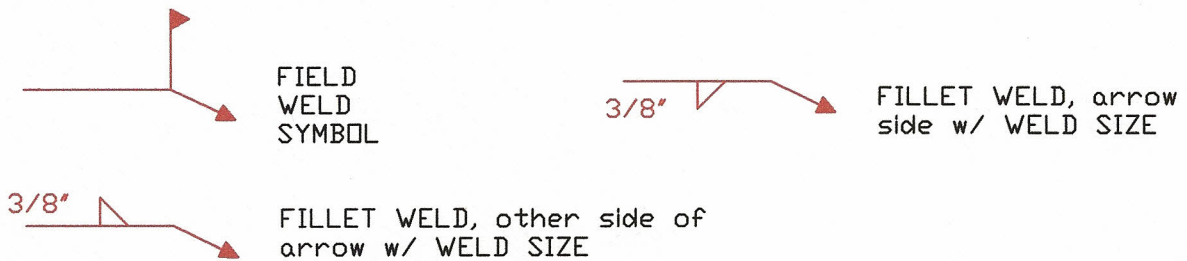 FIELD
WELD
SYMBOL
3/8"
FILLET WELD, arrow
side w/ WELD SIZE
3/8"
FILLET WELD, other side of
arrow w/ WELD SIZE